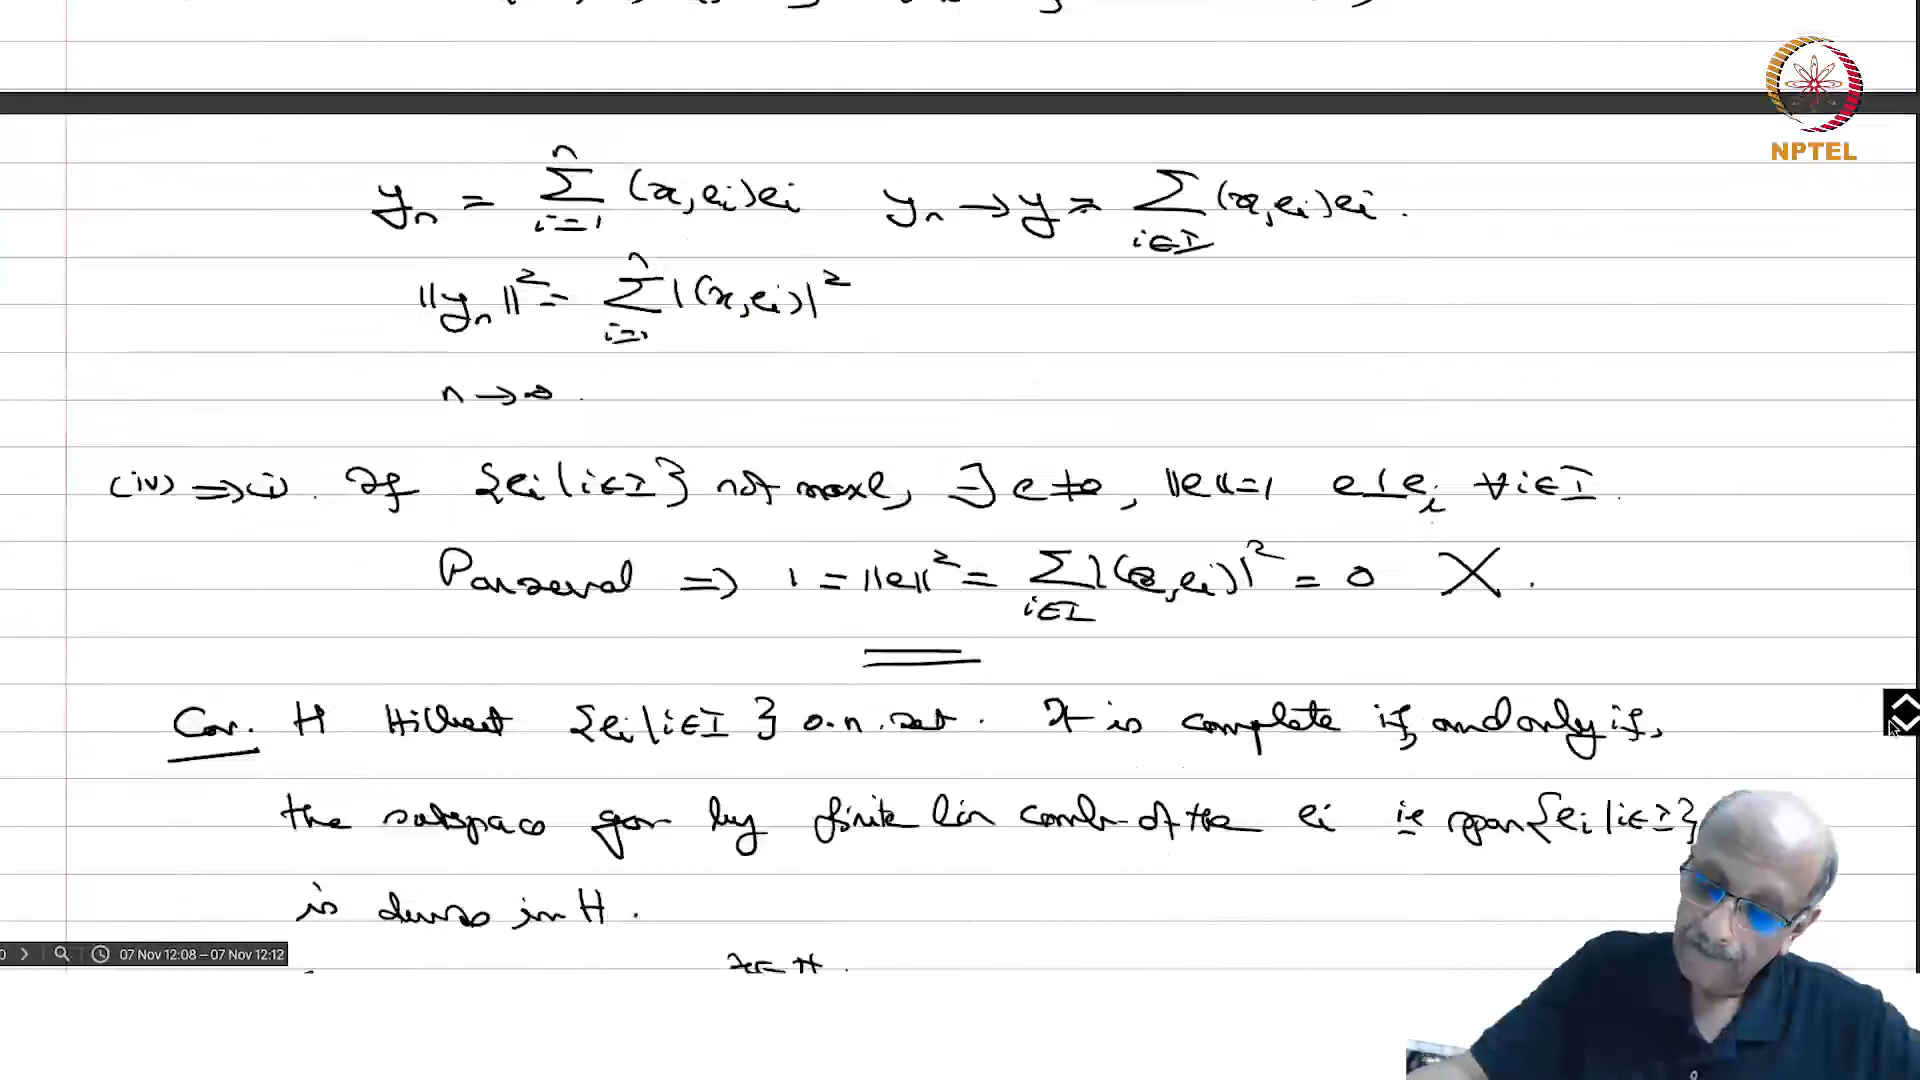 NPTEL
yₙ = Σⁿᵢ₌₁ (x, eᵢ)eᵢ    yₙ → y = Σ_{i∈I} (x, eᵢ)eᵢ .
‖yₙ‖² = Σⁿᵢ₌₁ |(x, eᵢ)|²
n → ∞ .
(iv) ⇒ (i) . If {eᵢ | i∈I} not maxl, ∃ e ≠ 0, ‖e‖=1  e ⊥ eᵢ  ∀ i∈I .
Parseval ⇒ 1 = ‖e‖² = Σ_{i∈I} |(e, eᵢ)|² = 0  X .
Cor. H Hilbert {eᵢ | i∈I} o.n. set . It is complete if, and only if,
the subspace gen by finite lin comb. of the eᵢ ie span{eᵢ | i∈I}
is dense in H .
x∈H .
0 > 07 Nov 12:08 – 07 Nov 12:12